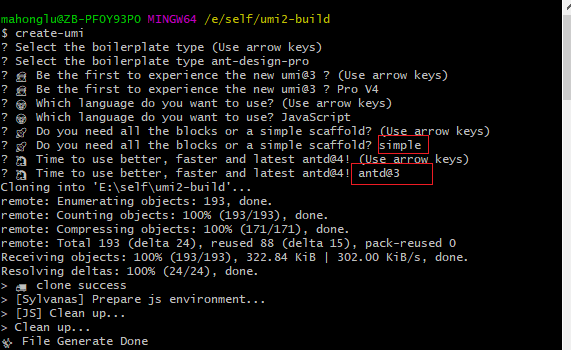 mahonglu@ZB-PF0Y93P0 MINGW64 /e/self/umi2-build
$ create-umi
? Select the boilerplate type (Use arrow keys)
? Select the boilerplate type ant-design-pro
? 🧙 Be the first to experience the new umi@3 ? (Use arrow keys)
? 🧙 Be the first to experience the new umi@3 ? Pro V4
? 🤓 Which language do you want to use? (Use arrow keys)
? 🤓 Which language do you want to use? JavaScript
? 🚀 Do you need all the blocks or a simple scaffold? (Use arrow keys)
? 🚀 Do you need all the blocks or a simple scaffold? simple
? 🦄 Time to use better, faster and latest antd@4! (Use arrow keys)
? 🦄 Time to use better, faster and latest antd@4! antd@3
Cloning into 'E:\self\umi2-build'...
remote: Enumerating objects: 193, done.
remote: Counting objects: 100% (193/193), done.
remote: Compressing objects: 100% (171/171), done.
remote: Total 193 (delta 24), reused 88 (delta 15), pack-reused 0
Receiving objects: 100% (193/193), 322.84 KiB | 302.00 KiB/s, done.
Resolving deltas: 100% (24/24), done.
> 🚚 clone success
> [Sylvanas] Prepare js environment...
> [JS] Clean up...
> Clean up...
✨ File Generate Done